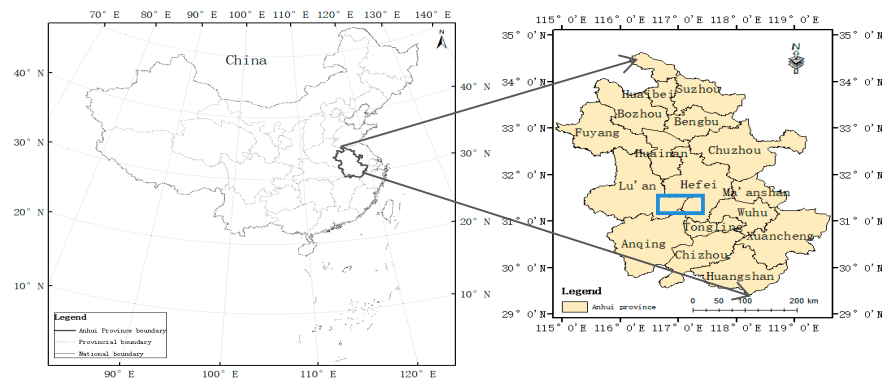 70° E 80° E 90° E 100° E 110° E 120° E 130° E
N
China
40° N
40° N
30° N
30° N
20° N
20° N
10° N
10° N
Legend
Anhui Province boundary
Provincial boundary
National boundary
90° E 100° E 110° E 120° E
115° 0'E 116° 0'E 117° 0'E 118° 0'E 119° 0'E
35° 0'N
35° 0'N
N
34° 0'N
34° 0'N
Huaibei
Suzhou
Bozhou
Bengbu
33° 0'N
33° 0'N
Fuyang
Huainan
Chuzhou
32° 0'N
32° 0'N
Lu'an
Hefei
Ma'anshan
Wuhu
31° 0'N
31° 0'N
Tongling
Xuancheng
Anqing
Chizhou
30° 0'N
30° 0'N
Huangshan
Legend
Anhui province
0 50 100 200 km
29° 0'N
29° 0'N
115° 0'E 116° 0'E 117° 0'E 118° 0'E 119° 0'E